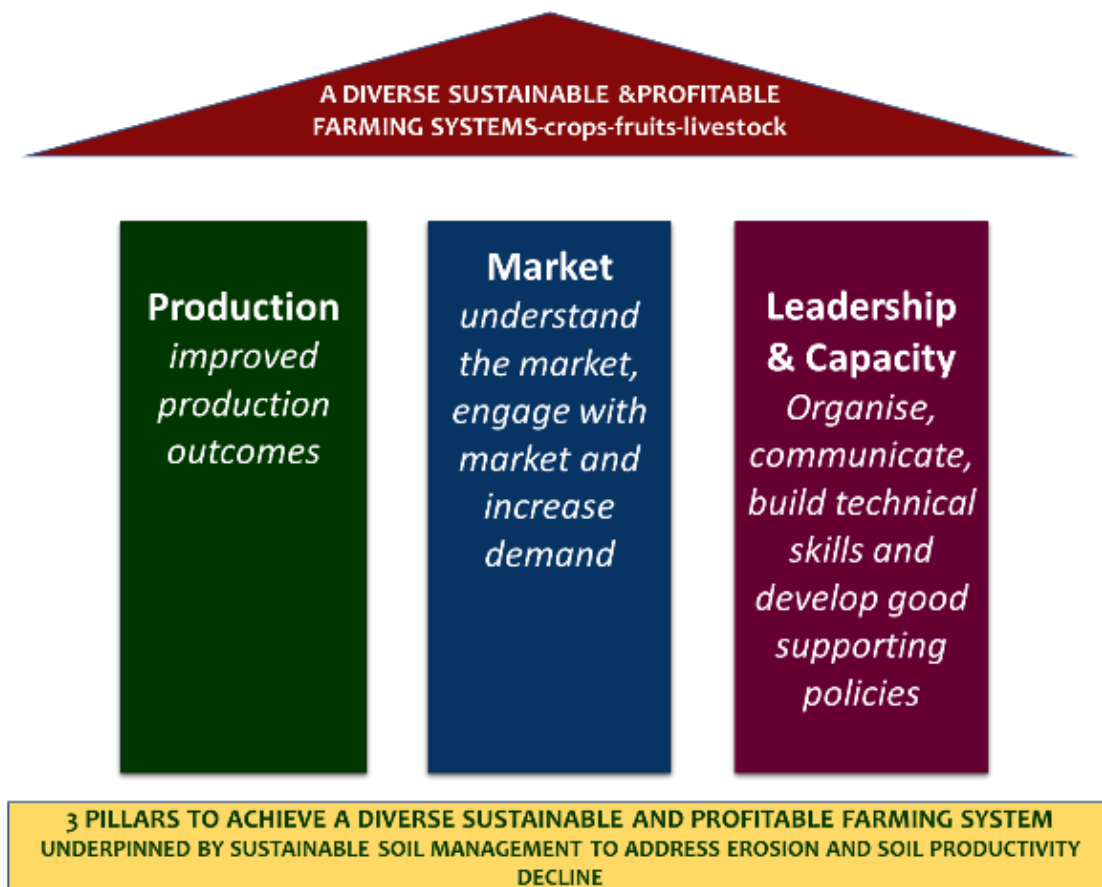 A DIVERSE SUSTAINABLE &PROFITABLE
FARMING SYSTEMS-crops-fruits-livestock
Production
improved
production
outcomes
Market
understand
the market,
engage with
market and
increase
demand
Leadership
& Capacity
Organise,
communicate,
build technical
skills and
develop good
supporting
policies
3 PILLARS TO ACHIEVE A DIVERSE SUSTAINABLE AND PROFITABLE FARMING SYSTEM
UNDERPINNED BY SUSTAINABLE SOIL MANAGEMENT TO ADDRESS EROSION AND SOIL PRODUCTIVITY
DECLINE